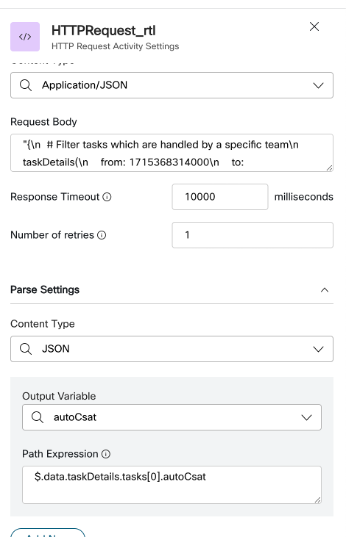 HTTPRequest_rtl
HTTP Request Activity Settings
Content Type
Application/JSON
Request Body
"{\n # Filter tasks which are handled by a specific team\n
taskDetails(\n from: 1715368314000\n to:
Response Timeout
10000
milliseconds
Number of retries
1
Parse Settings
Content Type
JSON
Output Variable
autoCsat
Path Expression
$.data.taskDetails.tasks[0].autoCsat